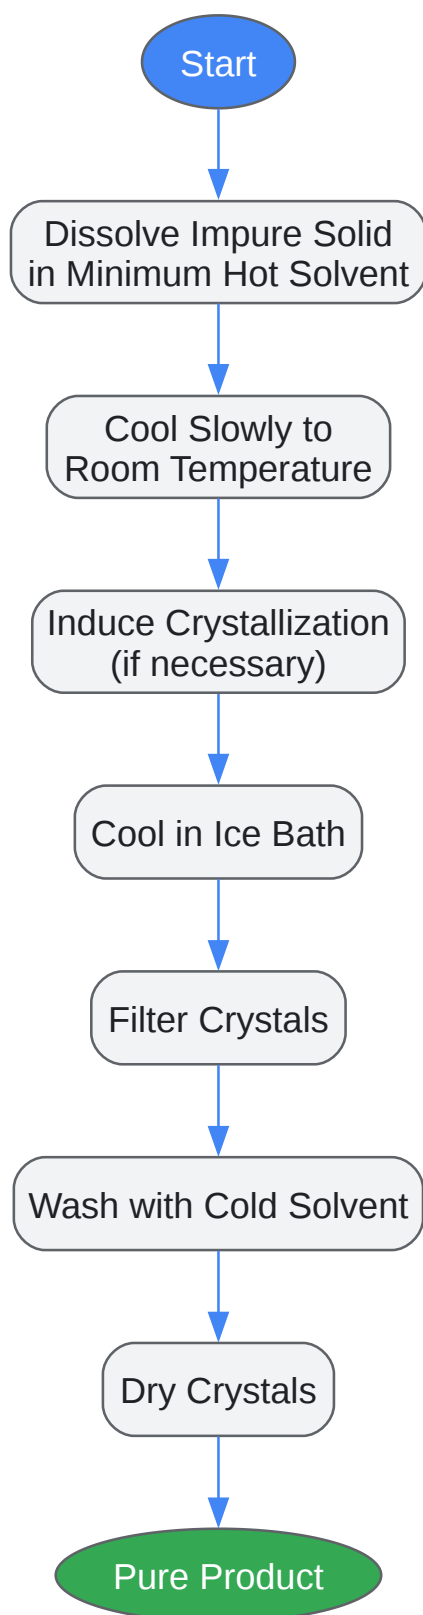 Start
Dissolve Impure Solid
in Minimum Hot Solvent
Cool Slowly to
Room Temperature
Induce Crystallization
(if necessary)
Cool in Ice Bath
Filter Crystals
Wash with Cold Solvent
Dry Crystals
Pure Product